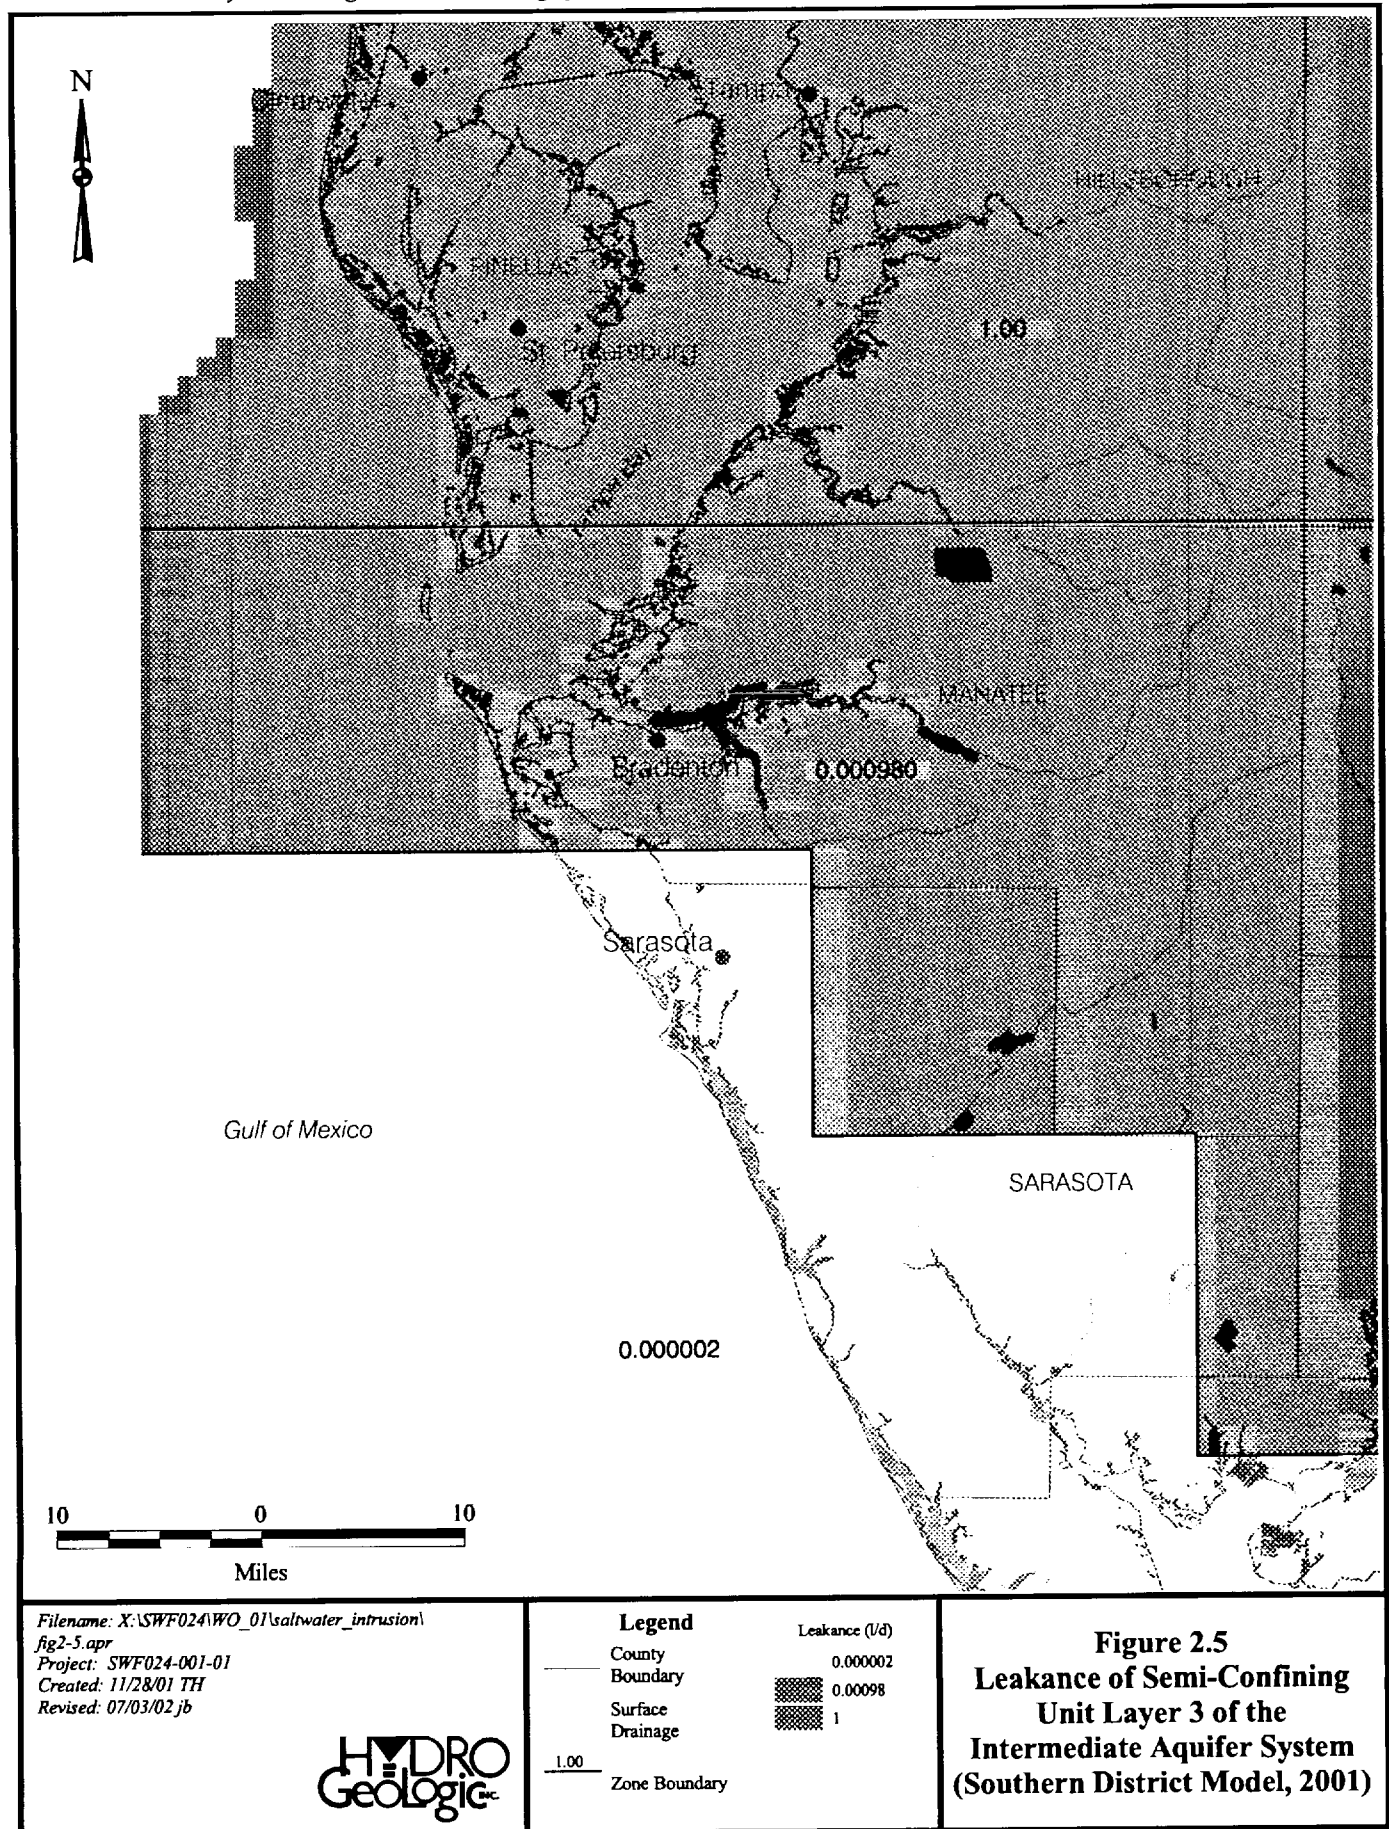 N
Clearwater
Tampa
HILLSBOROUGH
PINELLAS
1.00
St. Petersburg
MANATEE
Bradenton
0.000980
Sarasota
Gulf of Mexico
SARASOTA
0.000002
10 0 10
Miles
Filename: X:\SWF024\WO_01\saltwater_intrusion\
fig2-5.apr
Project: SWF024-001-01
Created: 11/28/01 TH
Revised: 07/03/02 jb
HYDRO
GeoLogic INC.
Legend
County
Boundary
Surface
Drainage
1.00
Zone Boundary
Leakance (l/d)
0.000002
0.00098
1
Figure 2.5
Leakance of Semi-Confining
Unit Layer 3 of the
Intermediate Aquifer System
(Southern District Model, 2001)